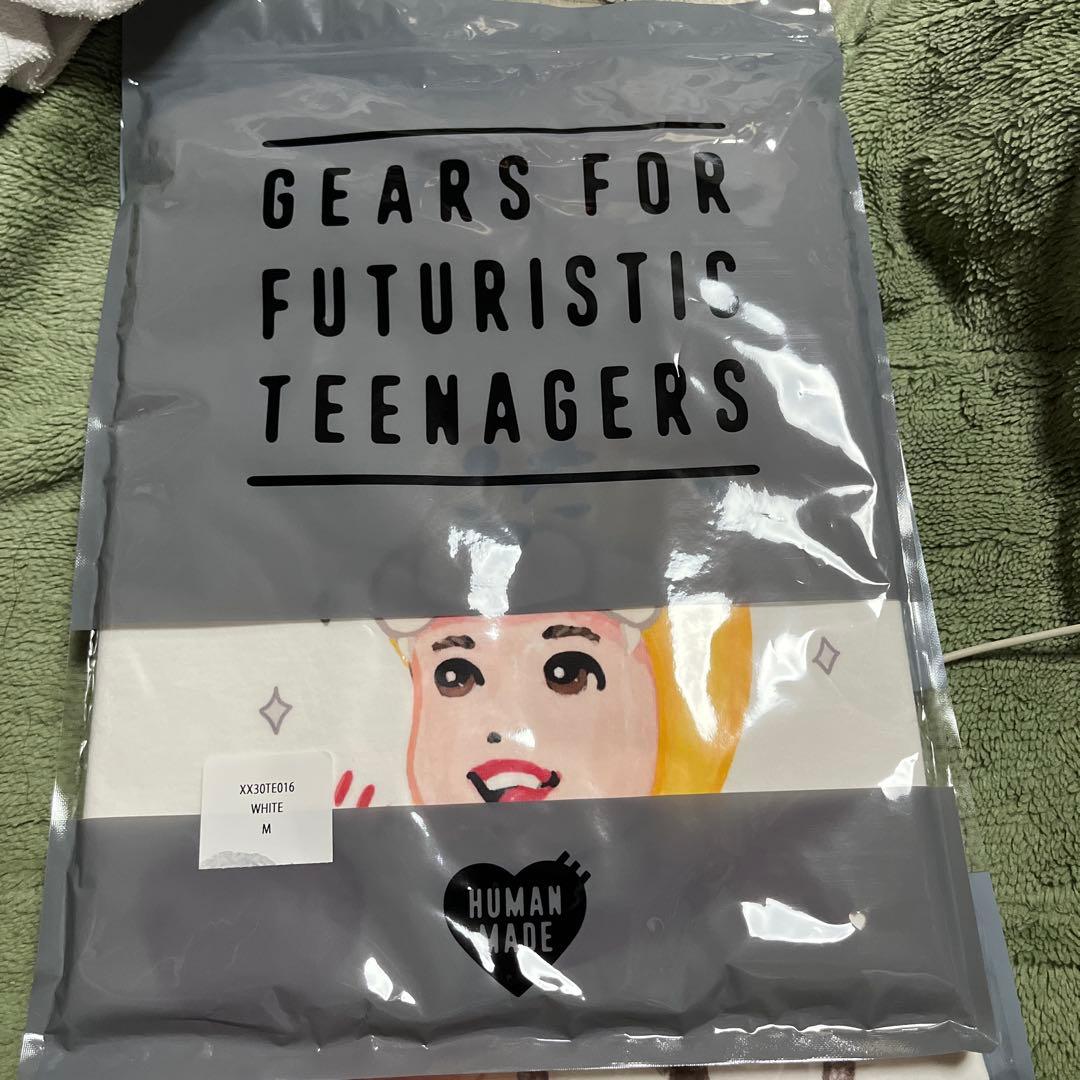 GEARS FOR
FUTURISTIC
TEENAGERS
XX30TE016
WHITE
M
HUMAN
MADE